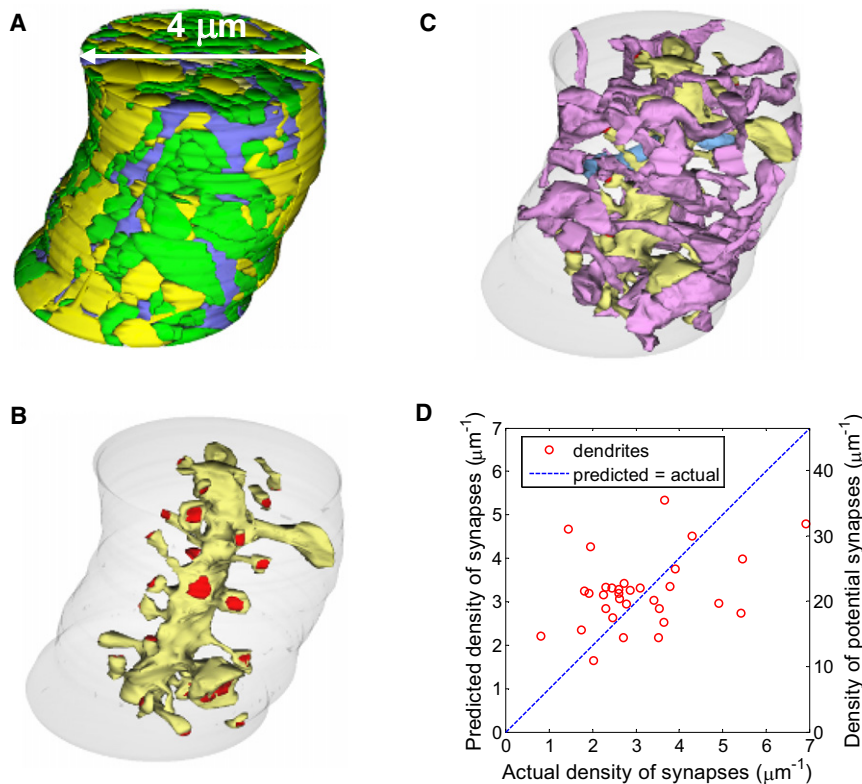 A
4 μm
C
B
D
Predicted density of synapses (μm⁻¹)
7
6
5
4
3
2
1
0
dendrites
predicted = actual
40
30
20
10
0
Density of potential synapses (μm⁻¹)
0 1 2 3 4 5 6 7
Actual density of synapses (μm⁻¹)